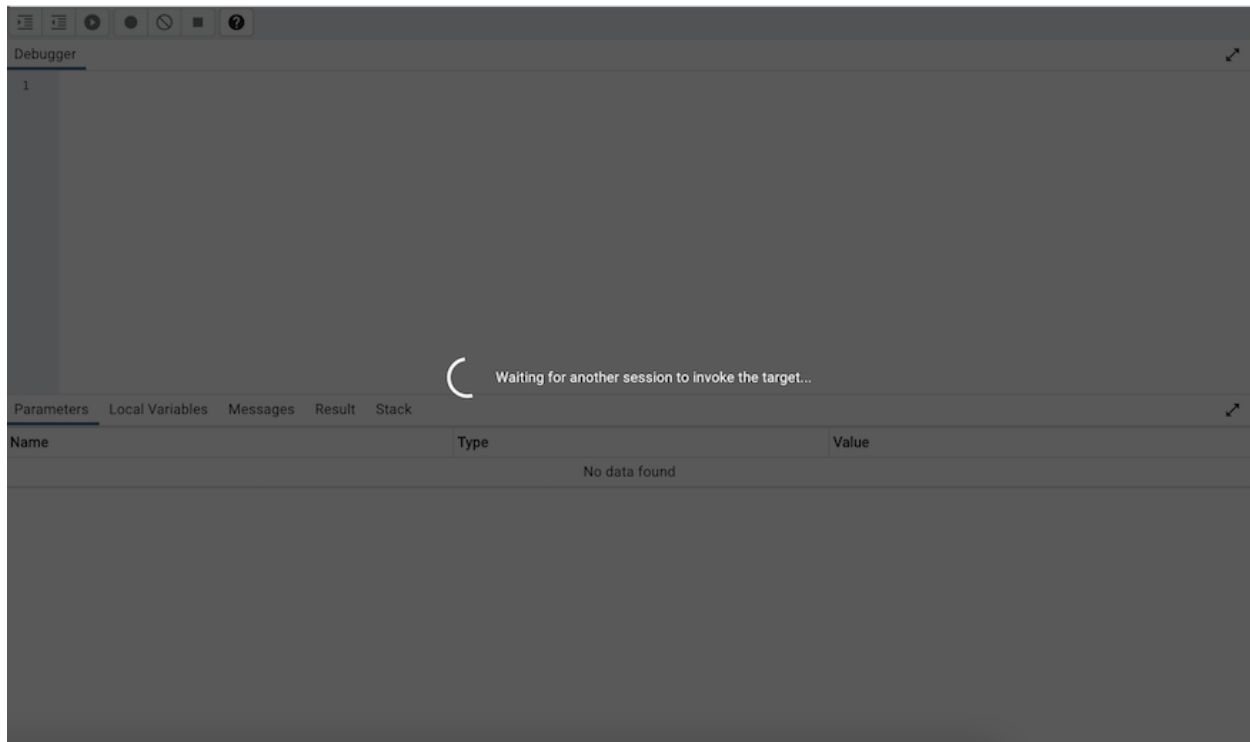 Debugger
1
Waiting for another session to invoke the target...
Parameters Local Variables Messages Result Stack
Name Type Value
No data found